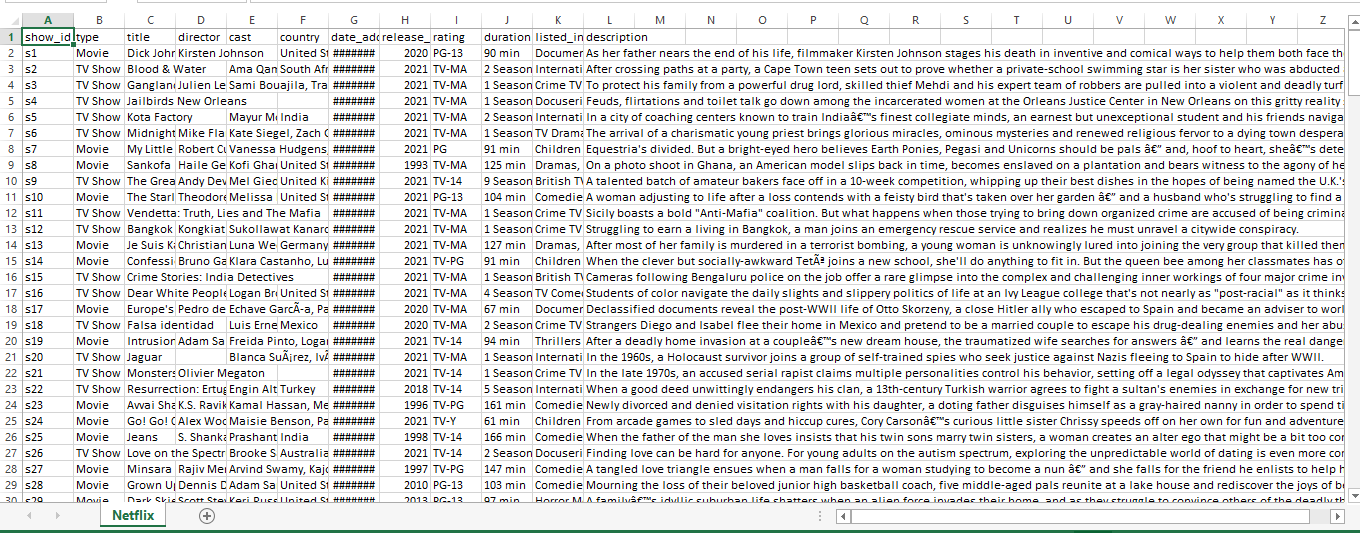 A B C D E F G H I J K L M N O P Q R S T U V W X Y Z
1 show_id type title director cast country date_adc release_ rating duration listed_in description
2 s1 Movie Dick Johr Kirsten Johnson United St ####### 2020 PG-13 90 min Documer As her father nears the end of his life, filmmaker Kirsten Johnson stages his death in inventive and comical ways to help them both face th
3 s2 TV Show Blood & Water Ama Qan South Afr ####### 2021 TV-MA 2 Season Internati After crossing paths at a party, a Cape Town teen sets out to prove whether a private-school swimming star is her sister who was abducted
4 s3 TV Show Ganglan Julien Le Sami Bouajila, Tra ####### 2021 TV-MA 1 Season Crime TV To protect his family from a powerful drug lord, skilled thief Mehdi and his expert team of robbers are pulled into a violent and deadly turf
5 s4 TV Show Jailbirds New Orleans ####### 2021 TV-MA 1 Season Docuseri Feuds, flirtations and toilet talk go down among the incarcerated women at the Orleans Justice Center in New Orleans on this gritty reality
6 s5 TV Show Kota Factory Mayur Mo India ####### 2021 TV-MA 2 Season Internati In a city of coaching centers known to train Indiaâ€™s finest collegiate minds, an earnest but unexceptional student and his friends naviga
7 s6 TV Show Midnight Mike Fla Kate Siegel, Zach G ####### 2021 TV-MA 1 Season TV Drama The arrival of a charismatic young priest brings glorious miracles, ominous mysteries and renewed religious fervor to a dying town despera
8 s7 Movie My Little Robert Cu Vanessa Hudgens, ####### 2021 PG 91 min Children Equestria's divided. But a bright-eyed hero believes Earth Ponies, Pegasi and Unicorns should be pals â€” and, hoof to heart, sheâ€™s dete
9 s8 Movie Sankofa Haile Ge Kofi Ghan United St ####### 1993 TV-MA 125 min Dramas, On a photo shoot in Ghana, an American model slips back in time, becomes enslaved on a plantation and bears witness to the agony of he
10 s9 TV Show The Grea Andy Dev Mel Giedr United Ki ####### 2021 TV-14 9 Season British TV A talented batch of amateur bakers face off in a 10-week competition, whipping up their best dishes in the hopes of being named the U.K.'s
11 s10 Movie The Starl Theodore Melissa United St ####### 2021 PG-13 104 min Comedie A woman adjusting to life after a loss contends with a feisty bird that's taken over her garden â€” and a husband who's struggling to find a
12 s11 TV Show Vendetta: Truth, Lies and The Mafia ####### 2021 TV-MA 1 Season Crime TV Sicily boasts a bold "Anti-Mafia" coalition. But what happens when those trying to bring down organized crime are accused of being crimina
13 s12 TV Show Bangkok Kongkiat Sukollawat Kanaro ####### 2021 TV-MA 1 Season Crime TV Struggling to earn a living in Bangkok, a man joins an emergency rescue service and realizes he must unravel a citywide conspiracy.
14 s13 Movie Je Suis Ka Christian Luna We Germany ####### 2021 TV-MA 127 min Dramas, After most of her family is murdered in a terrorist bombing, a young woman is unknowingly lured into joining the very group that killed them
15 s14 Movie Confessi Bruno Ga Klara Castanho, Lu ####### 2021 TV-PG 91 min Children When the clever but socially-awkward TetÃª joins a new school, she'll do anything to fit in. But the queen bee among her classmates has o
16 s15 TV Show Crime Stories: India Detectives ####### 2021 TV-MA 1 Season British TV Cameras following Bengaluru police on the job offer a rare glimpse into the complex and challenging inner workings of four major crime inv
17 s16 TV Show Dear White People Logan Bro United St ####### 2021 TV-MA 4 Season TV Come Students of color navigate the daily slights and slippery politics of life at an Ivy League college that's not nearly as "post-racial" as it thinks
18 s17 Movie Europe's Pedro de Echave GarcÃ­a, Pa ####### 2020 TV-MA 67 min Documer Declassified documents reveal the post-WWII life of Otto Skorzeny, a close Hitler ally who escaped to Spain and became an adviser to worl
19 s18 TV Show Falsa identidad Luis Erne Mexico ####### 2020 TV-MA 2 Season Crime TV Strangers Diego and Isabel flee their home in Mexico and pretend to be a married couple to escape his drug-dealing enemies and her abu
20 s19 Movie Intrusion Adam Sa Freida Pinto, Logan ####### 2021 TV-14 94 min Thrillers After a deadly home invasion at a coupleâ€™s new dream house, the traumatized wife searches for answers â€” and learns the real dange
21 s20 TV Show Jaguar Blanca SuÃ¡rez, IvÃ ####### 2021 TV-MA 1 Season Internati In the 1960s, a Holocaust survivor joins a group of self-trained spies who seek justice against Nazis fleeing to Spain to hide after WWII.
22 s21 TV Show Monsters Olivier Megaton ####### 2021 TV-14 1 Season Crime TV In the late 1970s, an accused serial rapist claims multiple personalities control his behavior, setting off a legal odyssey that captivates Am
23 s22 TV Show Resurrection: Ertug Engin Alt Turkey ####### 2018 TV-14 5 Season Internati When a good deed unwittingly endangers his clan, a 13th-century Turkish warrior agrees to fight a sultan's enemies in exchange for new tri
24 s23 Movie Avvai Sha K.S. Ravik Kamal Hassan, Me ####### 1996 TV-PG 161 min Comedie Newly divorced and denied visitation rights with his daughter, a doting father disguises himself as a gray-haired nanny in order to spend ti
25 s24 Movie Go! Go! C Alex Woo Maisie Benson, Pa ####### 2021 TV-Y 61 min Children From arcade games to sled days and hiccup cures, Cory Carsonâ€™s curious little sister Chrissy speeds off on her own for fun and adventure
26 s25 Movie Jeans S. Shanka Prashant India ####### 1998 TV-14 166 min Comedie When the father of the man she loves insists that his twin sons marry twin sisters, a woman creates an alter ego that might be a bit too cor
27 s26 TV Show Love on the Spectr Brooke S Australia ####### 2021 TV-14 2 Season Docuseri Finding love can be hard for anyone. For young adults on the autism spectrum, exploring the unpredictable world of dating is even more cor
28 s27 Movie Minsara Rajiv Mei Arvind Swamy, Kajo ####### 1997 TV-PG 147 min Comedie A tangled love triangle ensues when a man falls for a woman studying to become a nun â€” and she falls for the friend he enlists to help h
29 s28 Movie Grown Up Dennis D Adam Sa United St ####### 2010 PG-13 103 min Comedie Mourning the loss of their beloved junior high basketball coach, five middle-aged pals reunite at a lake house and rediscover the joys of be
30 s29 Movie Dark Skie Scott Stev Keri Russ United St ####### 2013 PG-13 97 min Horror M A familyâ€™s idyllic suburban life shatters when an alien force invades their home, and as they struggle to convince others of the deadly th
Netflix